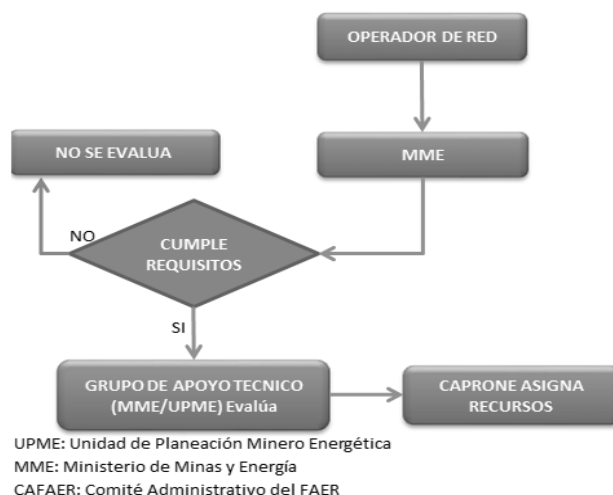 OPERADOR DE RED
NO SE EVALUA
MME
NO
CUMPLE
REQUISITOS
SI
GRUPO DE APOYO TECNICO
(MME/UPME) Evalúa
CAPRONE ASIGNA
RECURSOS
UPME: Unidad de Planeación Minero Energética
MME: Ministerio de Minas y Energía
CAFAER: Comité Administrativo del FAER